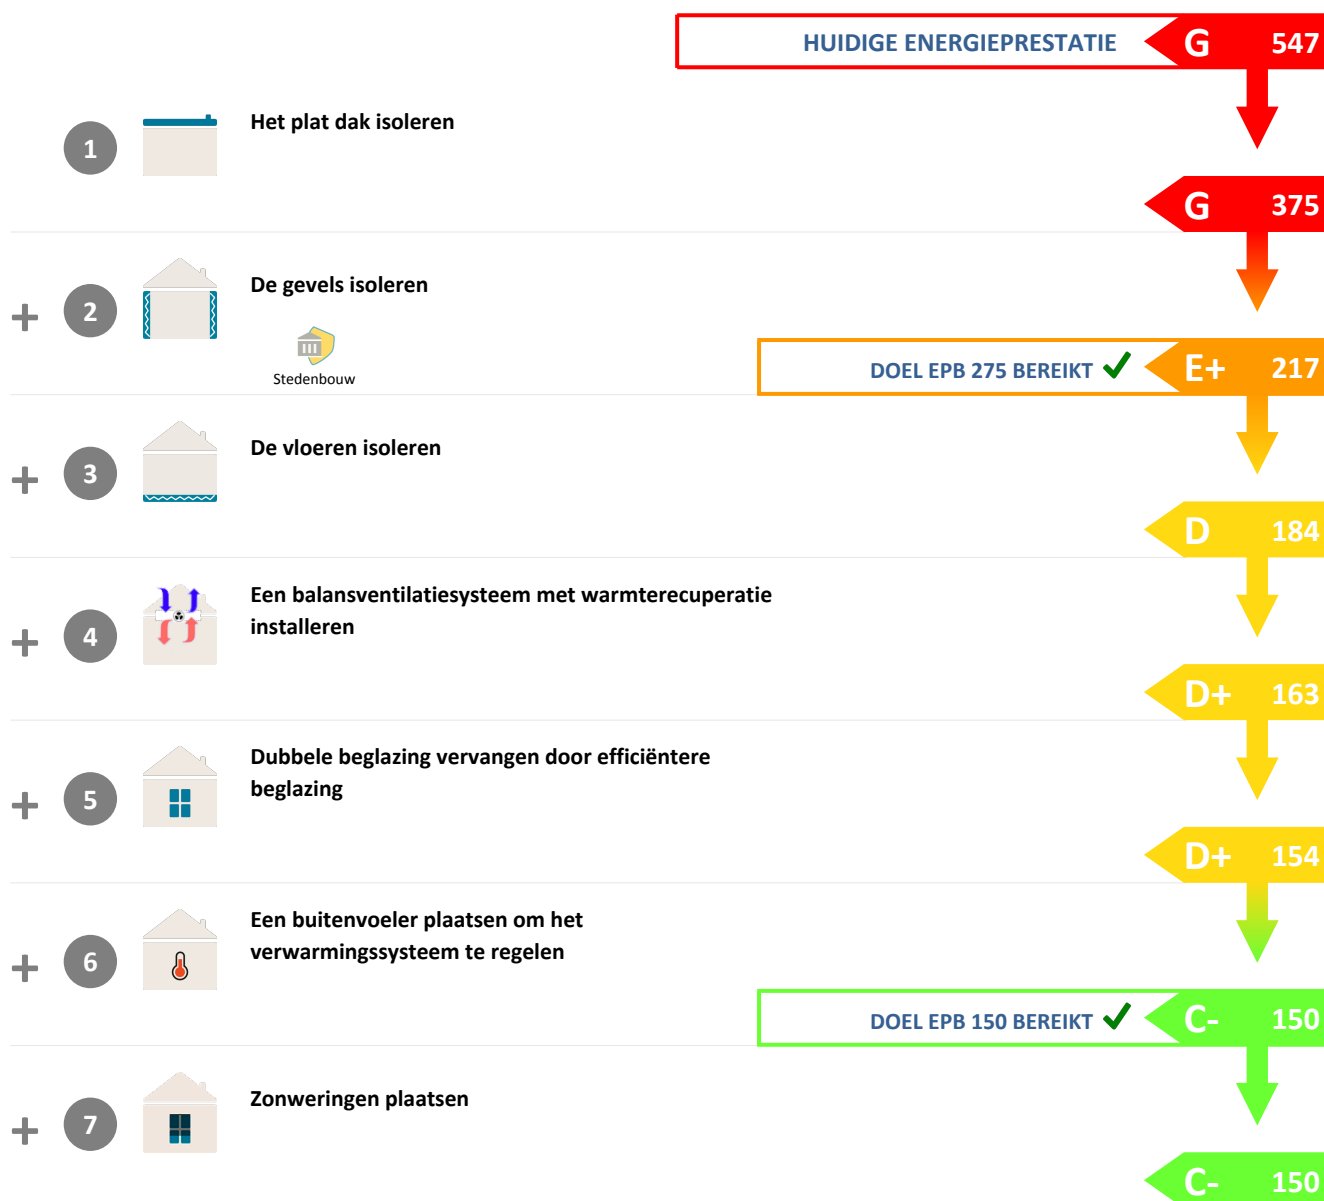 HUIDIGE ENERGIEPRESTATIE G 547
1 Het plat dak isoleren
G 375
+ 2 De gevels isoleren
Stedenbouw
DOEL EPB 275 BEREIKT ✓ E+ 217
+ 3 De vloeren isoleren
D 184
+ 4 Een balansventilatiesysteem met warmterecuperatie
installeren
D+ 163
+ 5 Dubbele beglazing vervangen door efficiëntere
beglazing
D+ 154
+ 6 Een buitenvoeler plaatsen om het
verwarmingssysteem te regelen
DOEL EPB 150 BEREIKT ✓ C- 150
+ 7 Zonweringen plaatsen
C- 150